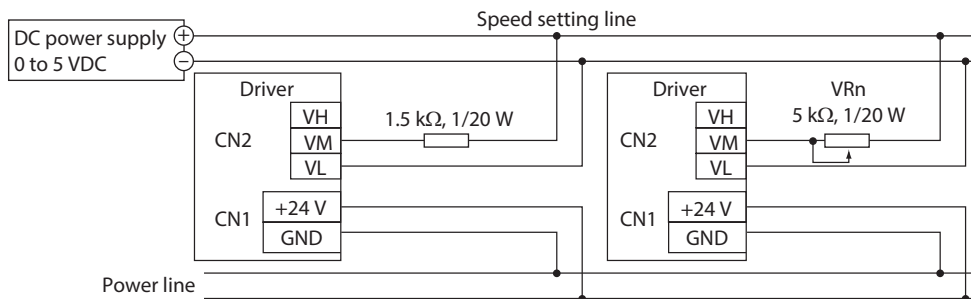 Speed setting line
DC power supply +
0 to 5 VDC −
Driver
CN2
VH
VM
VL
1.5 kΩ, 1/20 W
CN1
+24 V
GND
Driver
CN2
VH
VM
VL
VRn
5 kΩ, 1/20 W
CN1
+24 V
GND
Power line